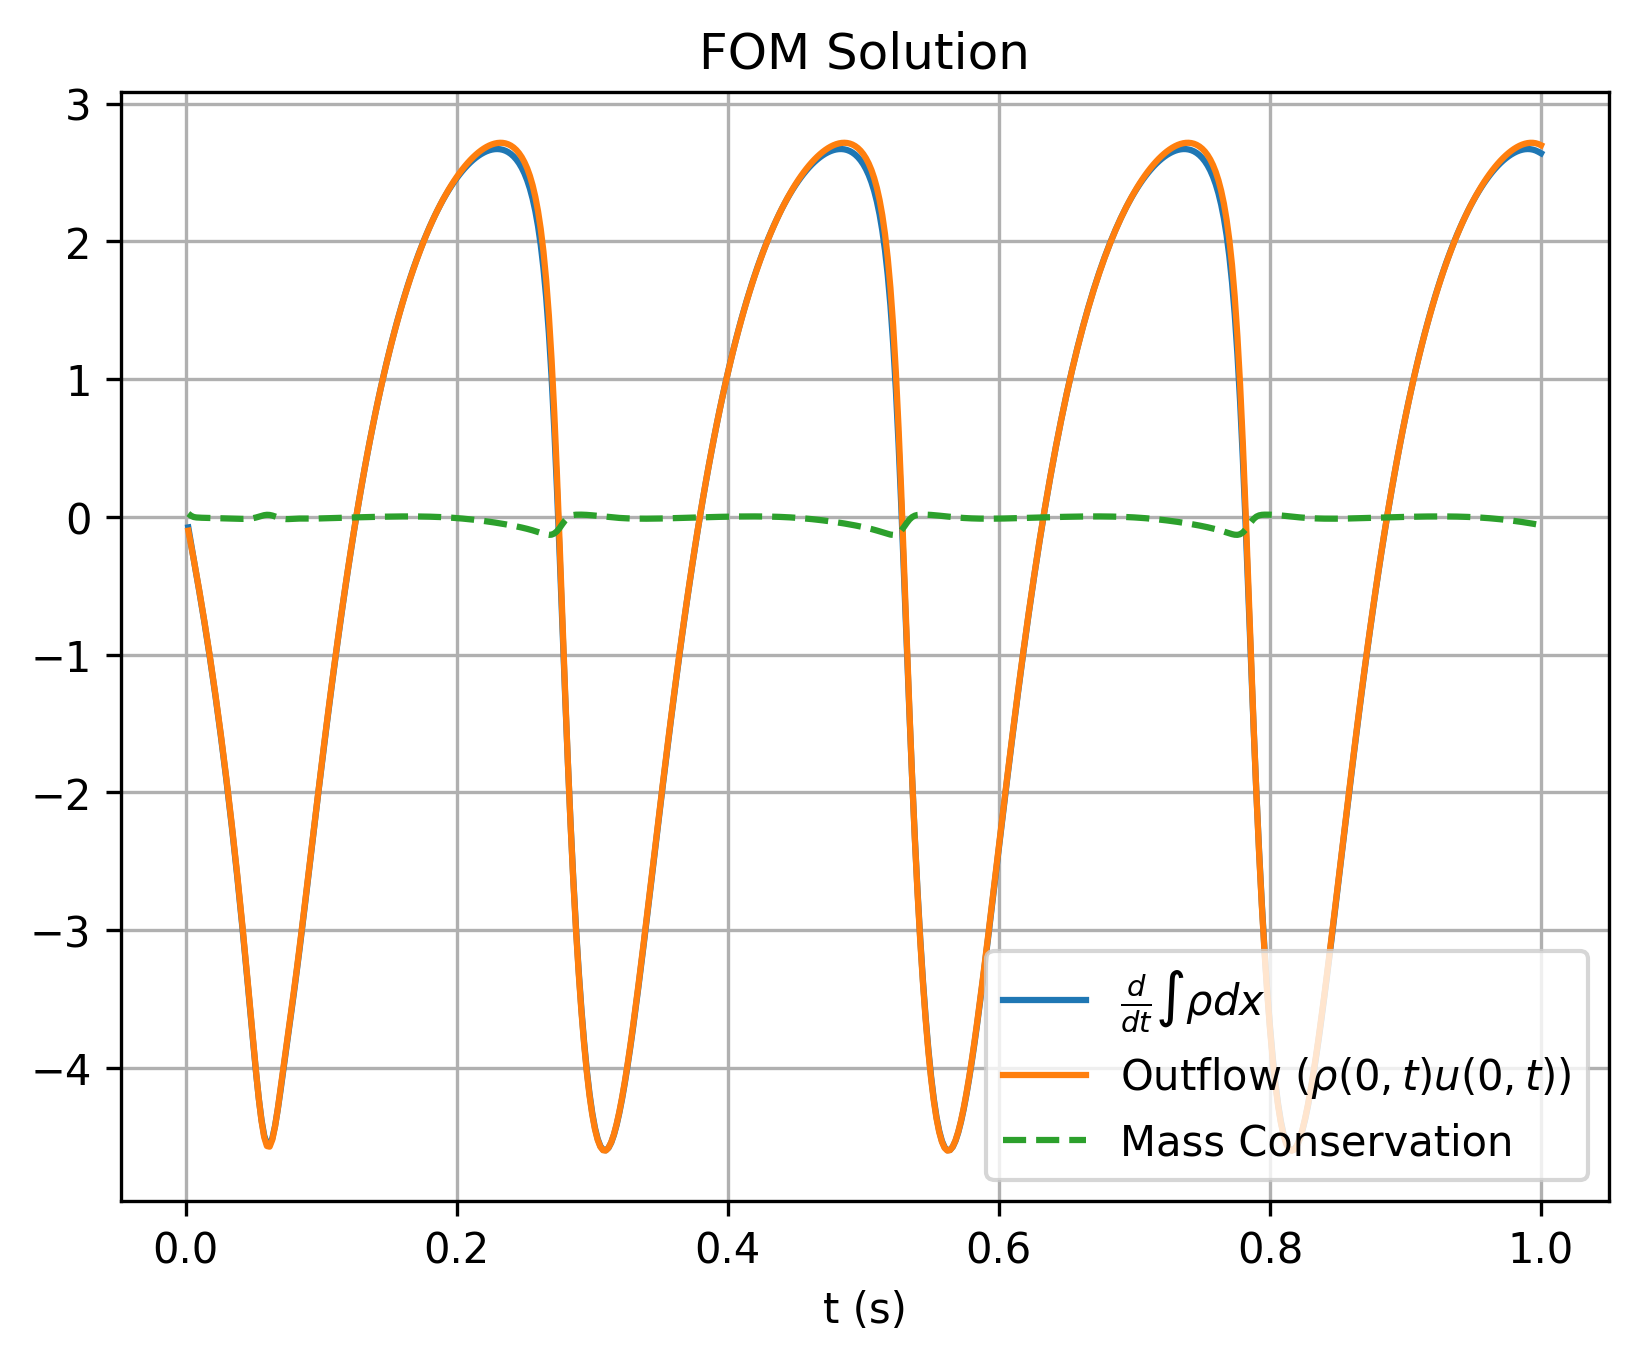 FOM Solution
3
2
1
0
−1
−2
−3
−4
d/dt ∫ρdx
Outflow (ρ(0, t)u(0, t))
Mass Conservation
0.0 0.2 0.4 0.6 0.8 1.0
t (s)